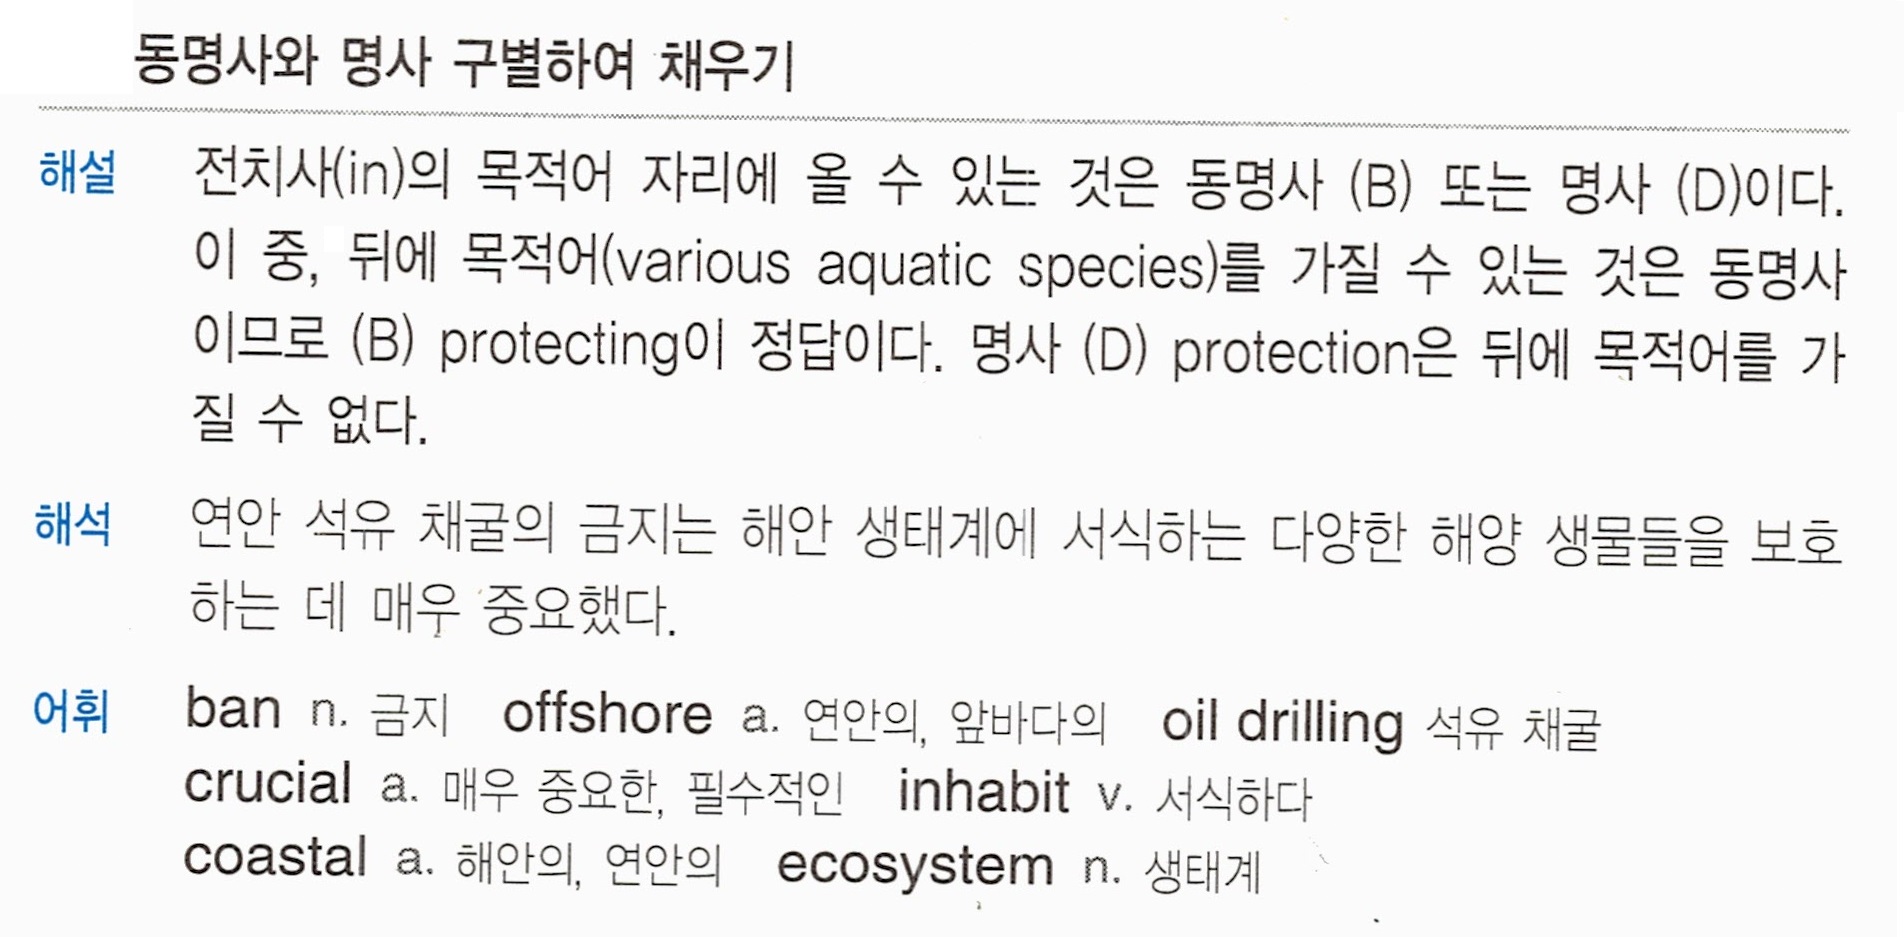 동명사와 명사 구별하여 채우기
해설 전치사(in)의 목적어 자리에 올 수 있는 것은 동명사 (B) 또는 명사 (D)이다.
이 중, 뒤에 목적어(various aquatic species)를 가질 수 있는 것은 동명사
이므로 (B) protecting이 정답이다. 명사 (D) protection은 뒤에 목적어를 가
질 수 없다.
해석 연안 석유 채굴의 금지는 해안 생태계에 서식하는 다양한 해양 생물들을 보호
하는 데 매우 중요했다.
어휘 ban n. 금지 offshore a. 연안의, 앞바다의 oil drilling 석유 채굴
crucial a. 매우 중요한, 필수적인 inhabit v. 서식하다
coastal a. 해안의, 연안의 ecosystem n. 생태계